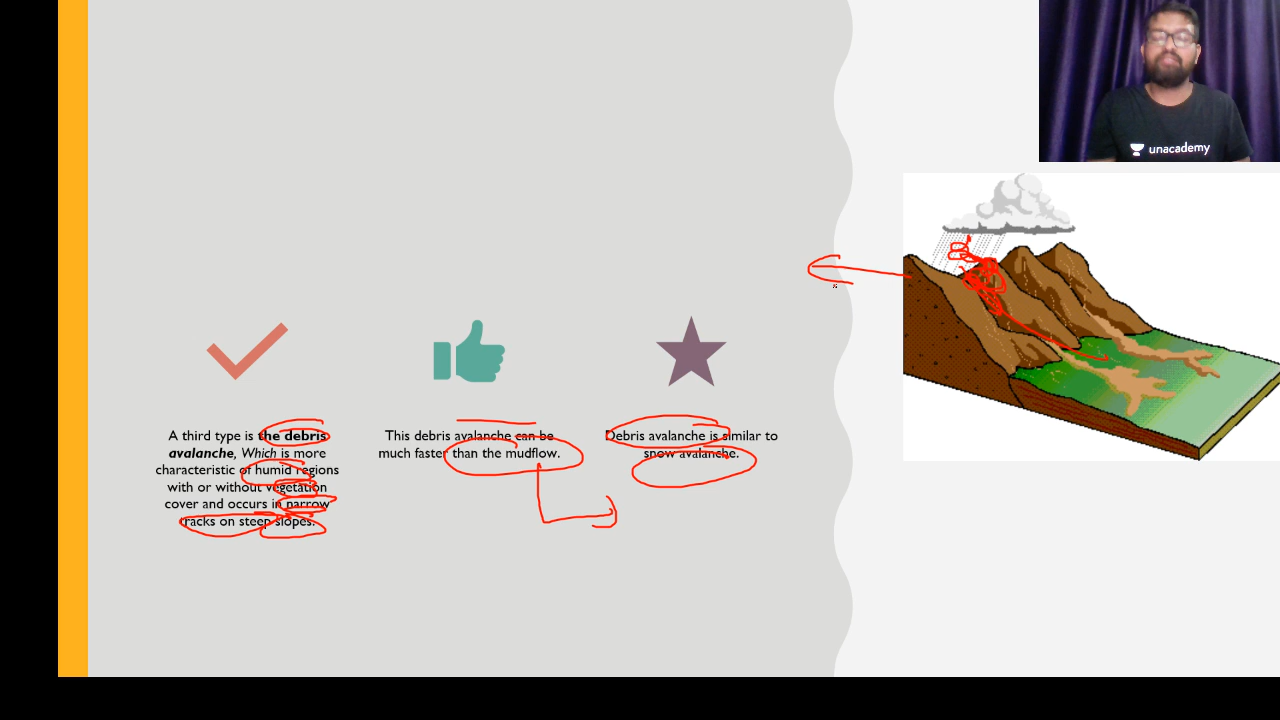 unacademy
A third type is the debris
avalanche, Which is more
characteristic of humid regions
with or without vegetation
cover and occurs in narrow
tracks on steep slopes.
This debris avalanche can be
much faster than the mudflow.
Debris avalanche is similar to
snow avalanche.